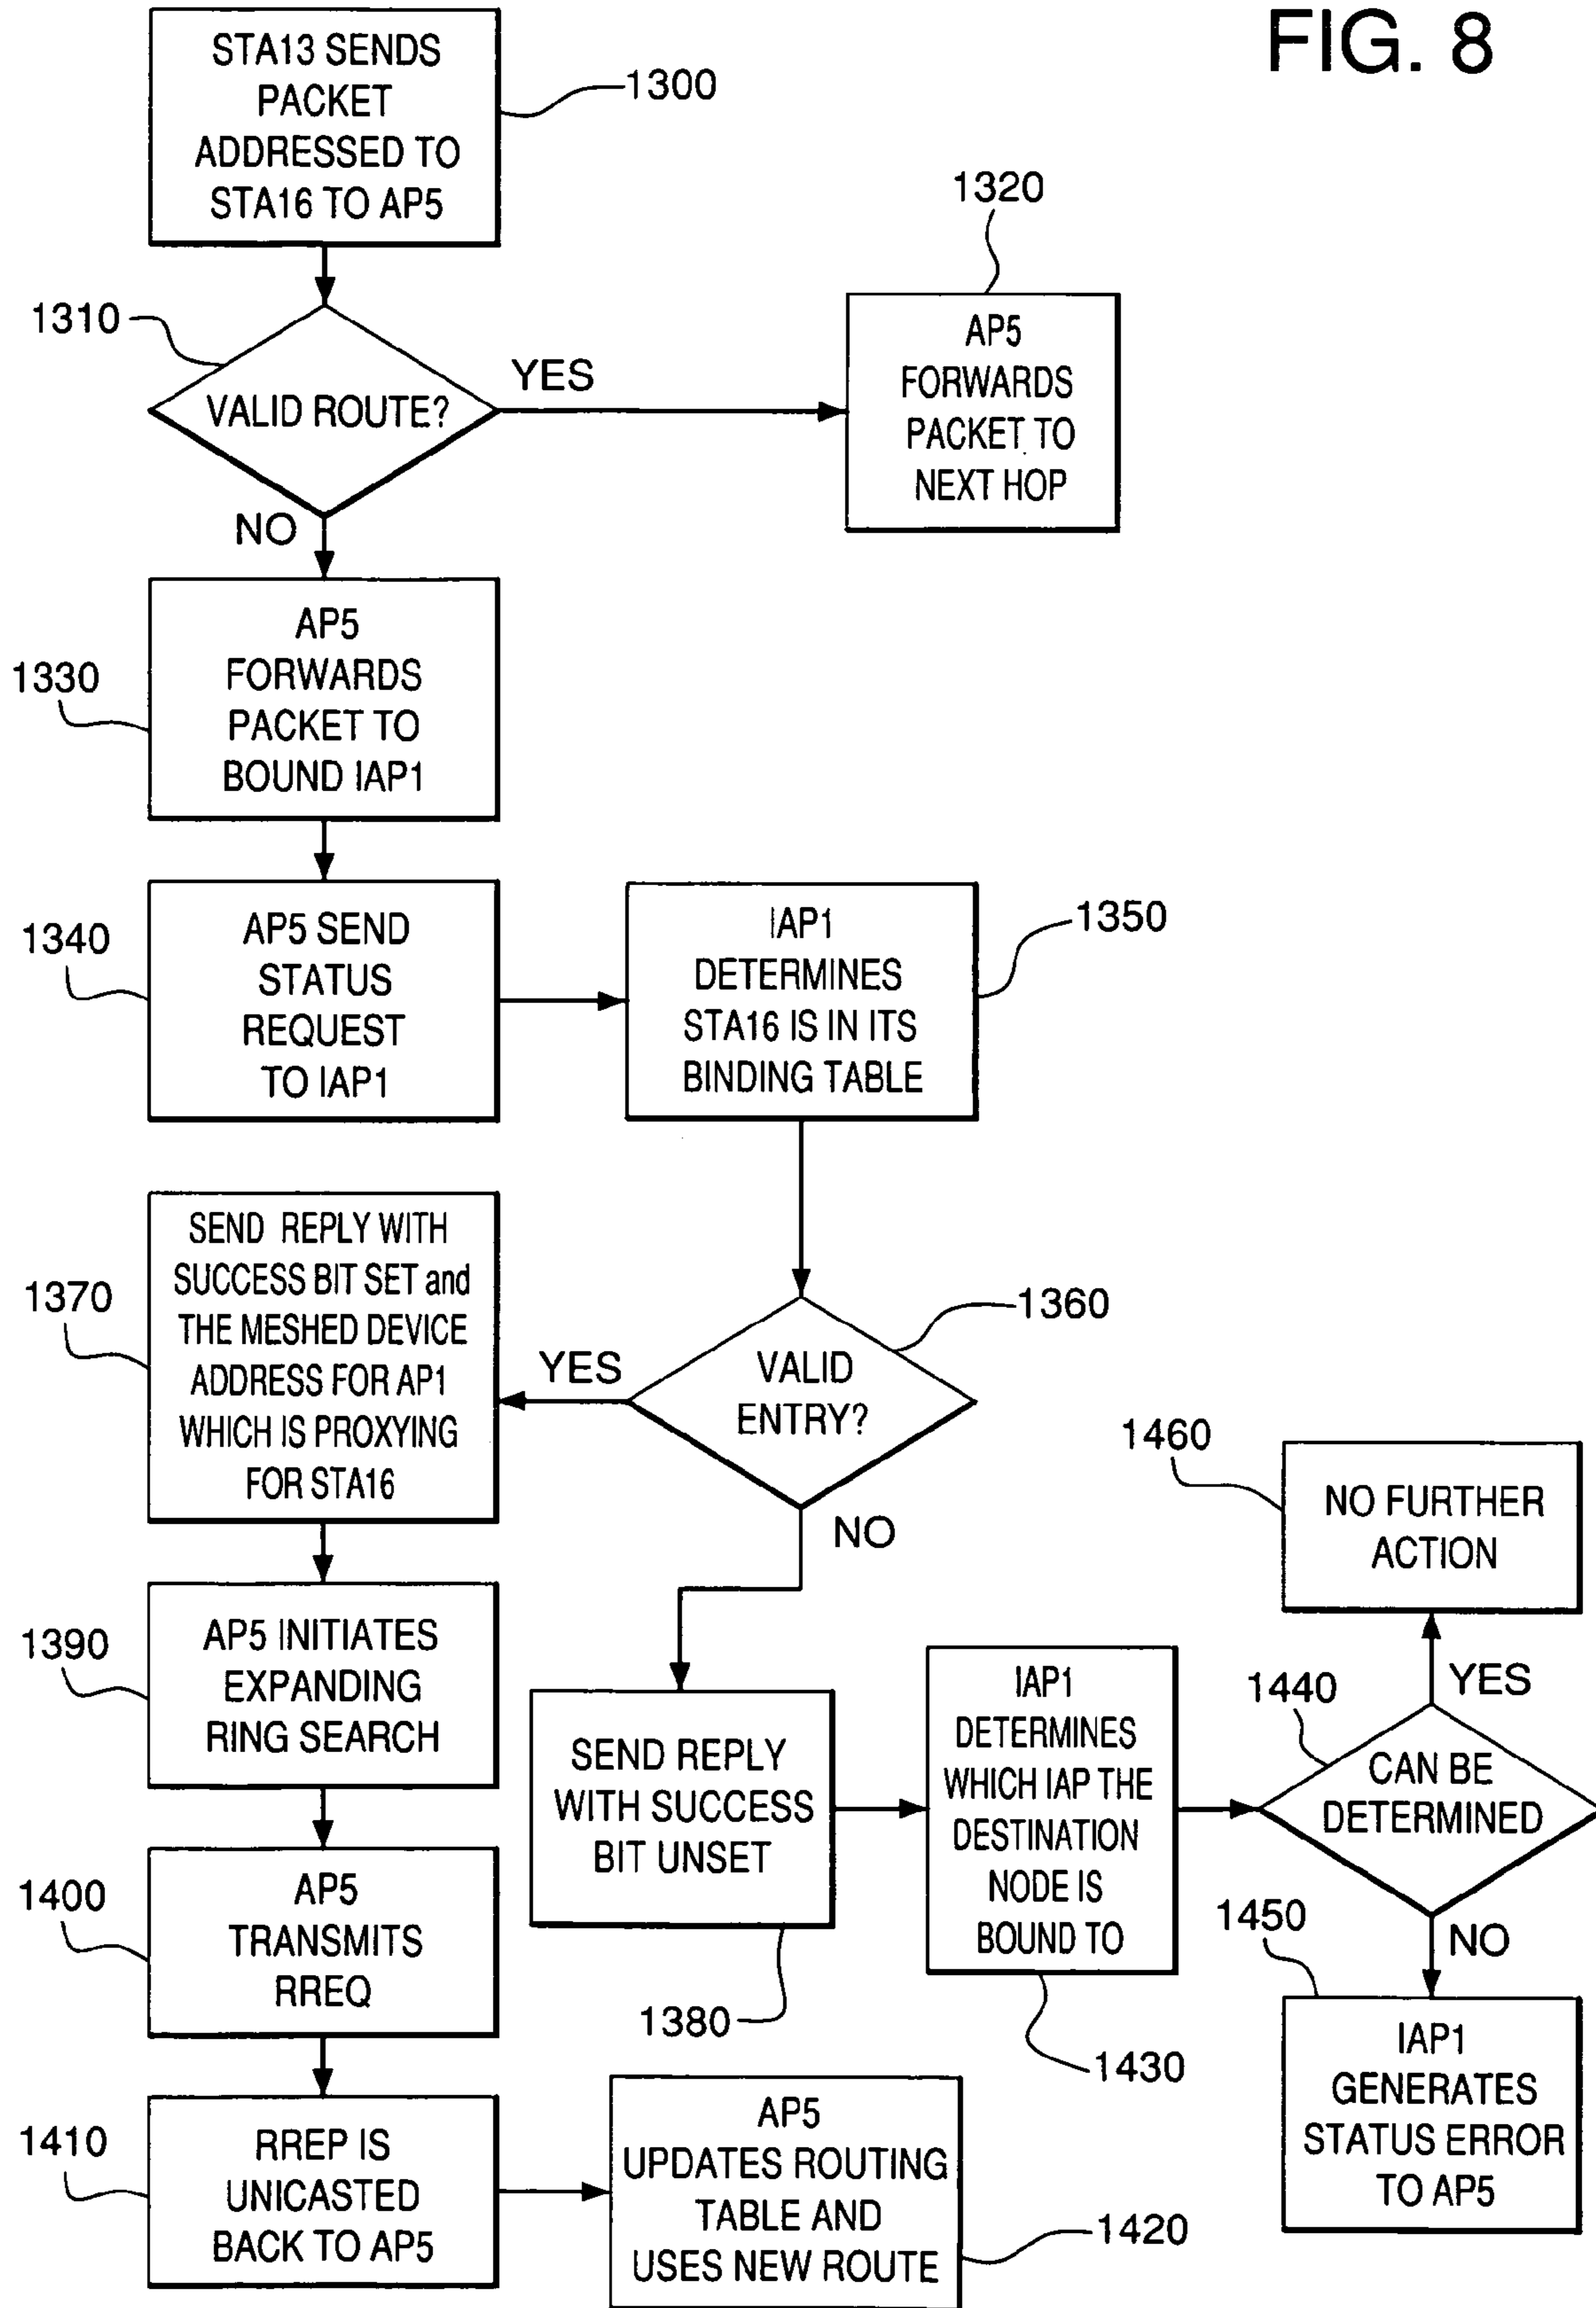 FIG. 8
STA13 SENDS
PACKET
ADDRESSED TO
STA16 TO AP5
1300
1310
VALID ROUTE?
YES
NO
1320
AP5
FORWARDS
PACKET TO
NEXT HOP
1330
AP5
FORWARDS
PACKET TO
BOUND IAP1
1340
AP5 SEND
STATUS
REQUEST
TO IAP1
IAP1
DETERMINES
STA16 IS IN ITS
BINDING TABLE
1350
1360
VALID
ENTRY?
YES
NO
1370
SEND REPLY WITH
SUCCESS BIT SET and
THE MESHED DEVICE
ADDRESS FOR AP1
WHICH IS PROXYING
FOR STA16
1390
AP5 INITIATES
EXPANDING
RING SEARCH
1400
AP5
TRANSMITS
RREQ
1410
RREP IS
UNICASTED
BACK TO AP5
AP5
UPDATES ROUTING
TABLE AND
USES NEW ROUTE
1420
SEND REPLY
WITH SUCCESS
BIT UNSET
1380
IAP1
DETERMINES
WHICH IAP THE
DESTINATION
NODE IS
BOUND TO
1430
1440
CAN BE
DETERMINED
YES
NO
1460
NO FURTHER
ACTION
1450
IAP1
GENERATES
STATUS ERROR
TO AP5